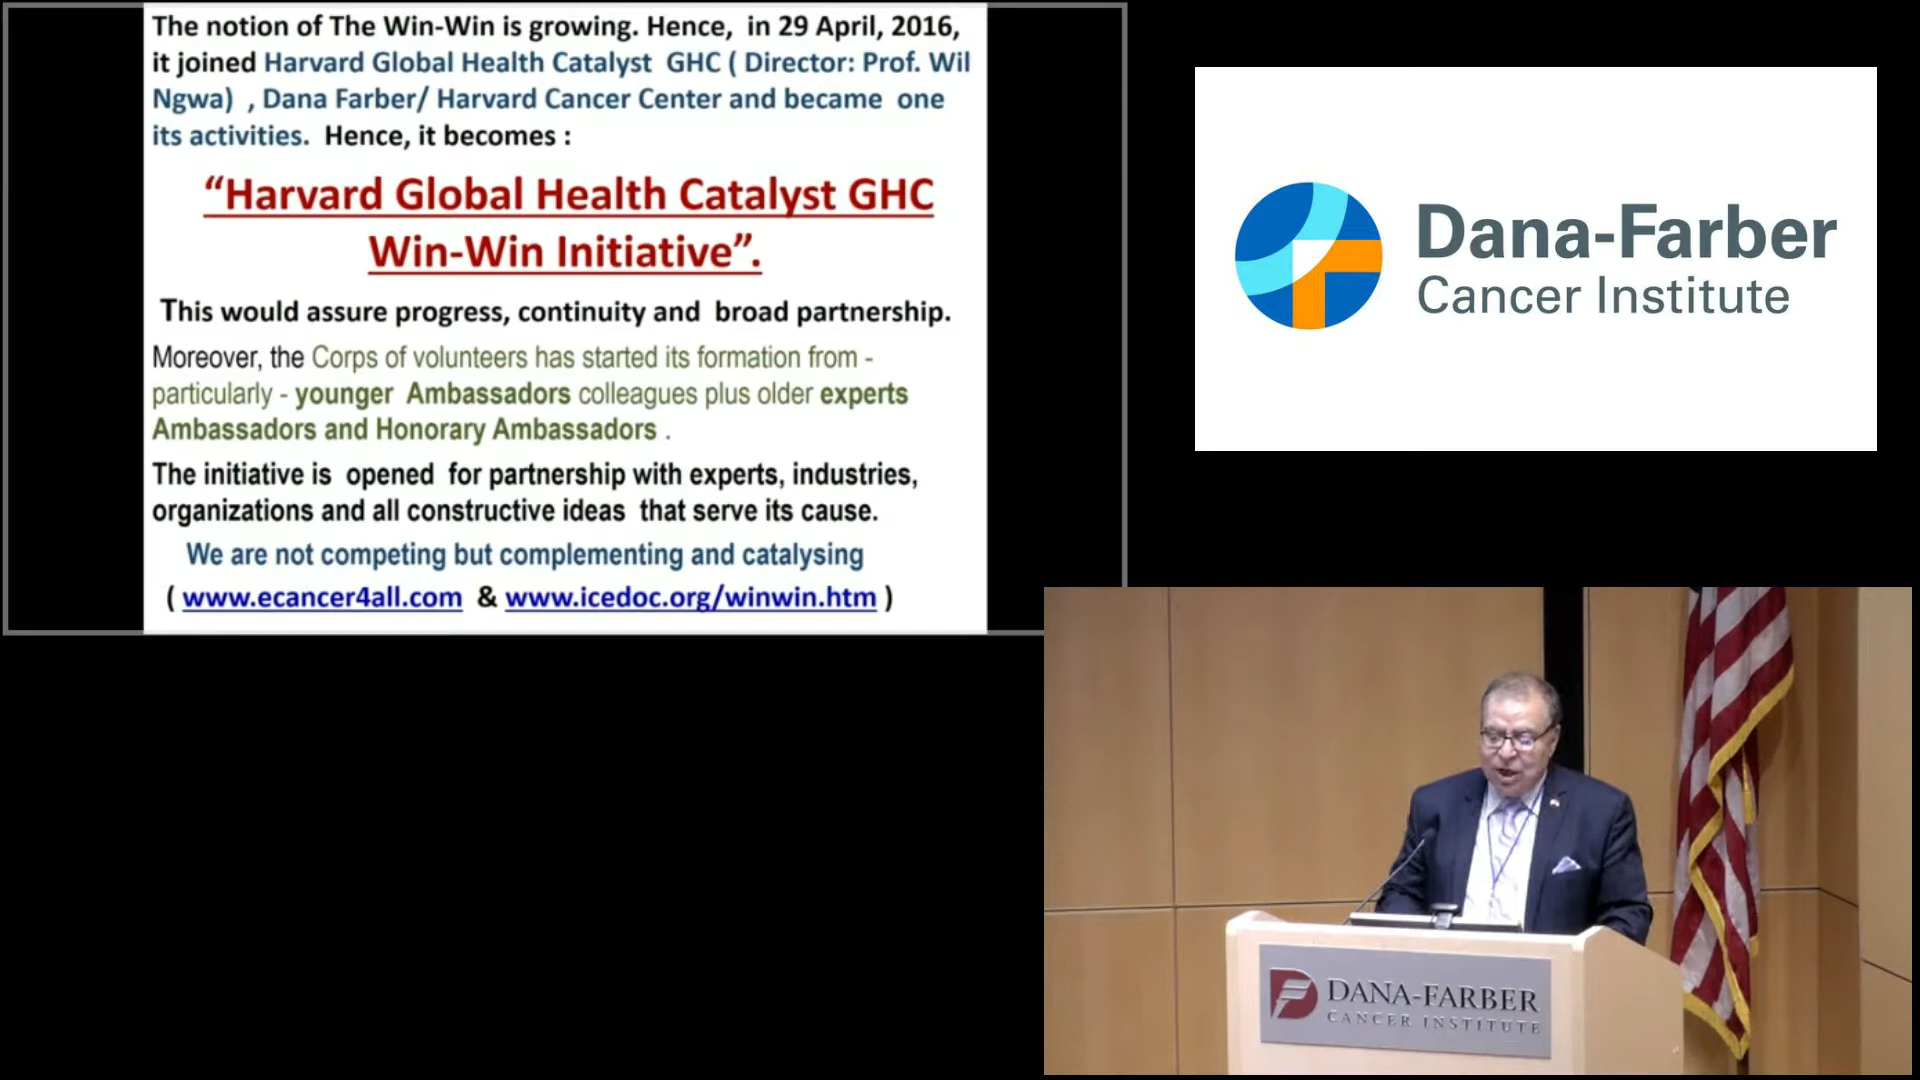 The notion of The Win-Win is growing. Hence, in 29 April, 2016,
it joined Harvard Global Health Catalyst GHC ( Director: Prof. Wil
Ngwa) , Dana Farber/ Harvard Cancer Center and became one
its activities. Hence, it becomes :
“Harvard Global Health Catalyst GHC
Win-Win Initiative”.
This would assure progress, continuity and broad partnership.
Moreover, the Corps of volunteers has started its formation from -
particularly - younger Ambassadors colleagues plus older experts
Ambassadors and Honorary Ambassadors .
The initiative is opened for partnership with experts, industries,
organizations and all constructive ideas that serve its cause.
We are not competing but complementing and catalysing
( www.ecancer4all.com & www.icedoc.org/winwin.htm )
Dana-Farber
Cancer Institute
DANA-FARBER
CANCER INSTITUTE